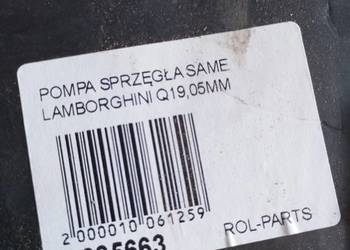 POMPA SPRZĘGŁA SAME
LAMBORGHINI Q19,05MM
2 000010 061259
ROL-PARTS